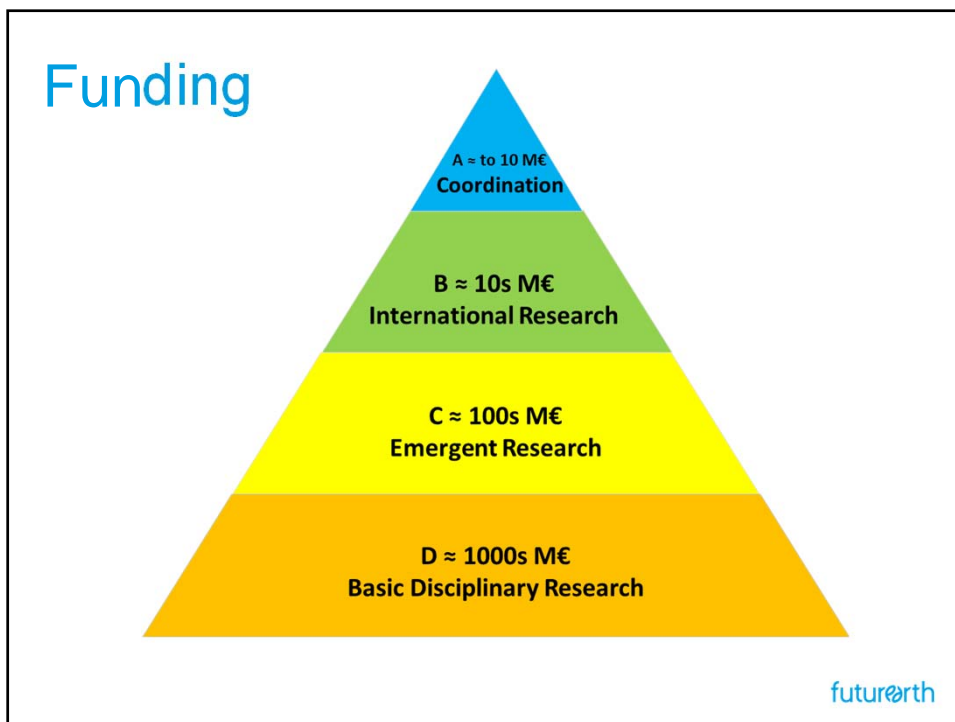 Funding
A ≈ to 10 M€
Coordination
B ≈ 10s M€
International Research
C ≈ 100s M€
Emergent Research
D ≈ 1000s M€
Basic Disciplinary Research
futurearth